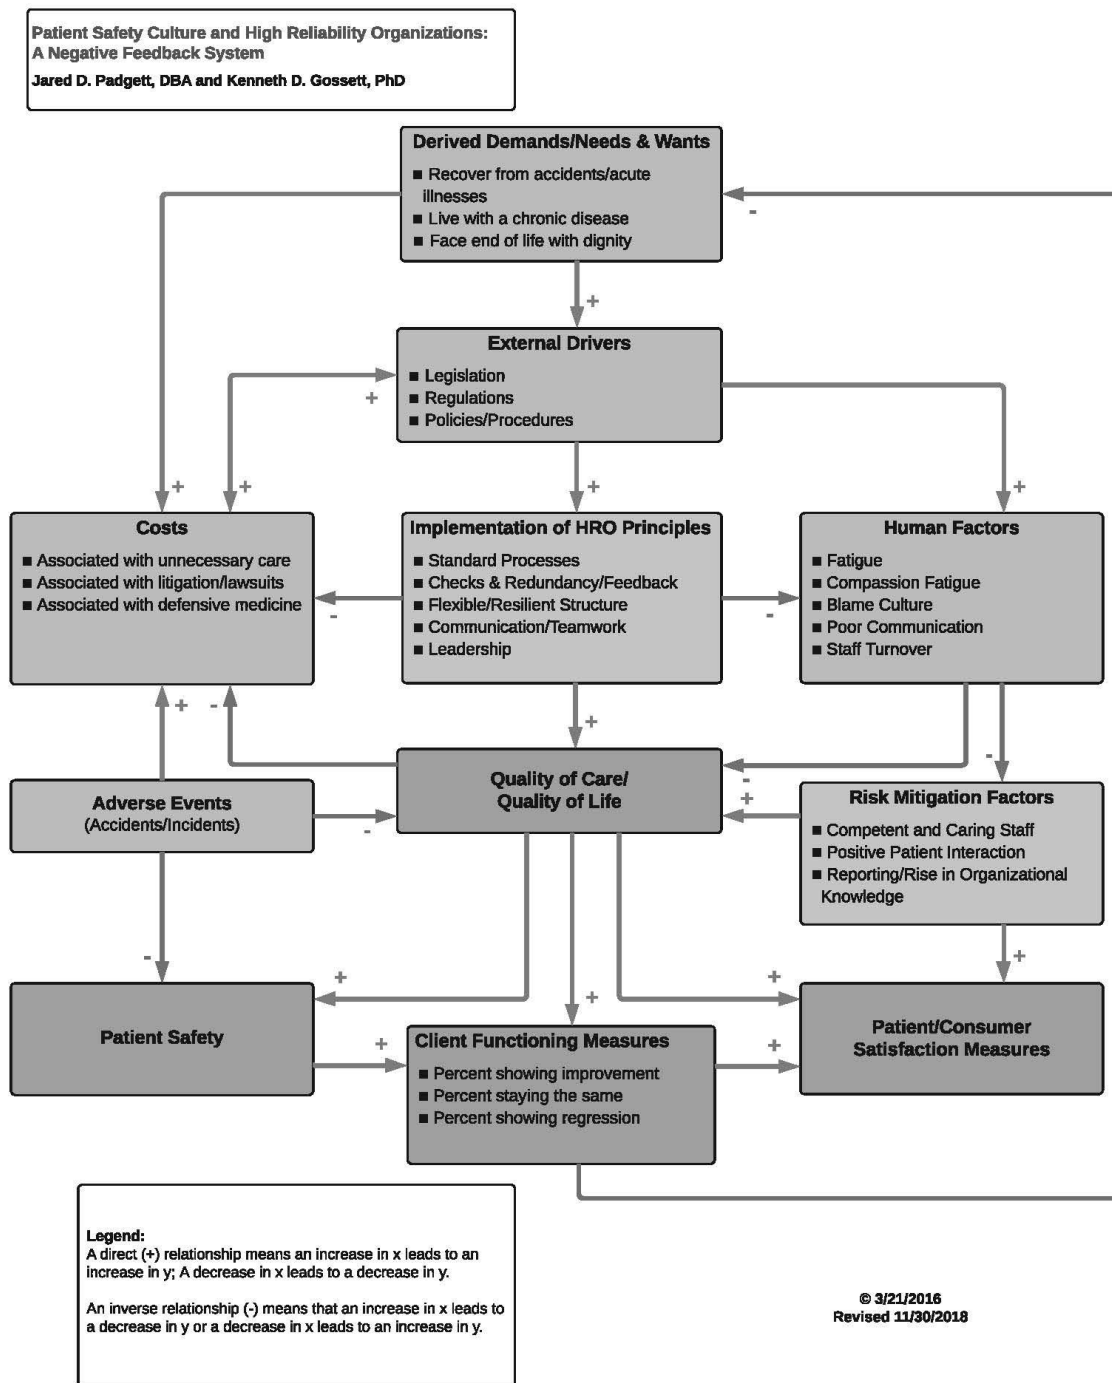 Patient Safety Culture and High Reliability Organizations:
A Negative Feedback System
Jared D. Padgett, DBA and Kenneth D. Gossett, PhD
Derived Demands/Needs & Wants
■ Recover from accidents/acute
illnesses
■ Live with a chronic disease
■ Face end of life with dignity
-
+
External Drivers
■ Legislation
■ Regulations
■ Policies/Procedures
+
+
+
+
+
Costs
■ Associated with unnecessary care
■ Associated with litigation/lawsuits
■ Associated with defensive medicine
Implementation of HRO Principles
■ Standard Processes
■ Checks & Redundancy/Feedback
■ Flexible/Resilient Structure
■ Communication/Teamwork
■ Leadership
Human Factors
■ Fatigue
■ Compassion Fatigue
■ Blame Culture
■ Poor Communication
■ Staff Turnover
-
-
+
-
+
-
-
+
Quality of Care/
Quality of Life
Adverse Events
(Accidents/Incidents)
-
Risk Mitigation Factors
■ Competent and Caring Staff
■ Positive Patient Interaction
■ Reporting/Rise in Organizational
Knowledge
-
+
+
+
+
Patient Safety
Client Functioning Measures
■ Percent showing improvement
■ Percent staying the same
■ Percent showing regression
Patient/Consumer
Satisfaction Measures
+
+
Legend:
A direct (+) relationship means an increase in x leads to an
increase in y; A decrease in x leads to a decrease in y.
An inverse relationship (-) means that an increase in x leads to
a decrease in y or a decrease in x leads to an increase in y.
© 3/21/2016
Revised 11/30/2018